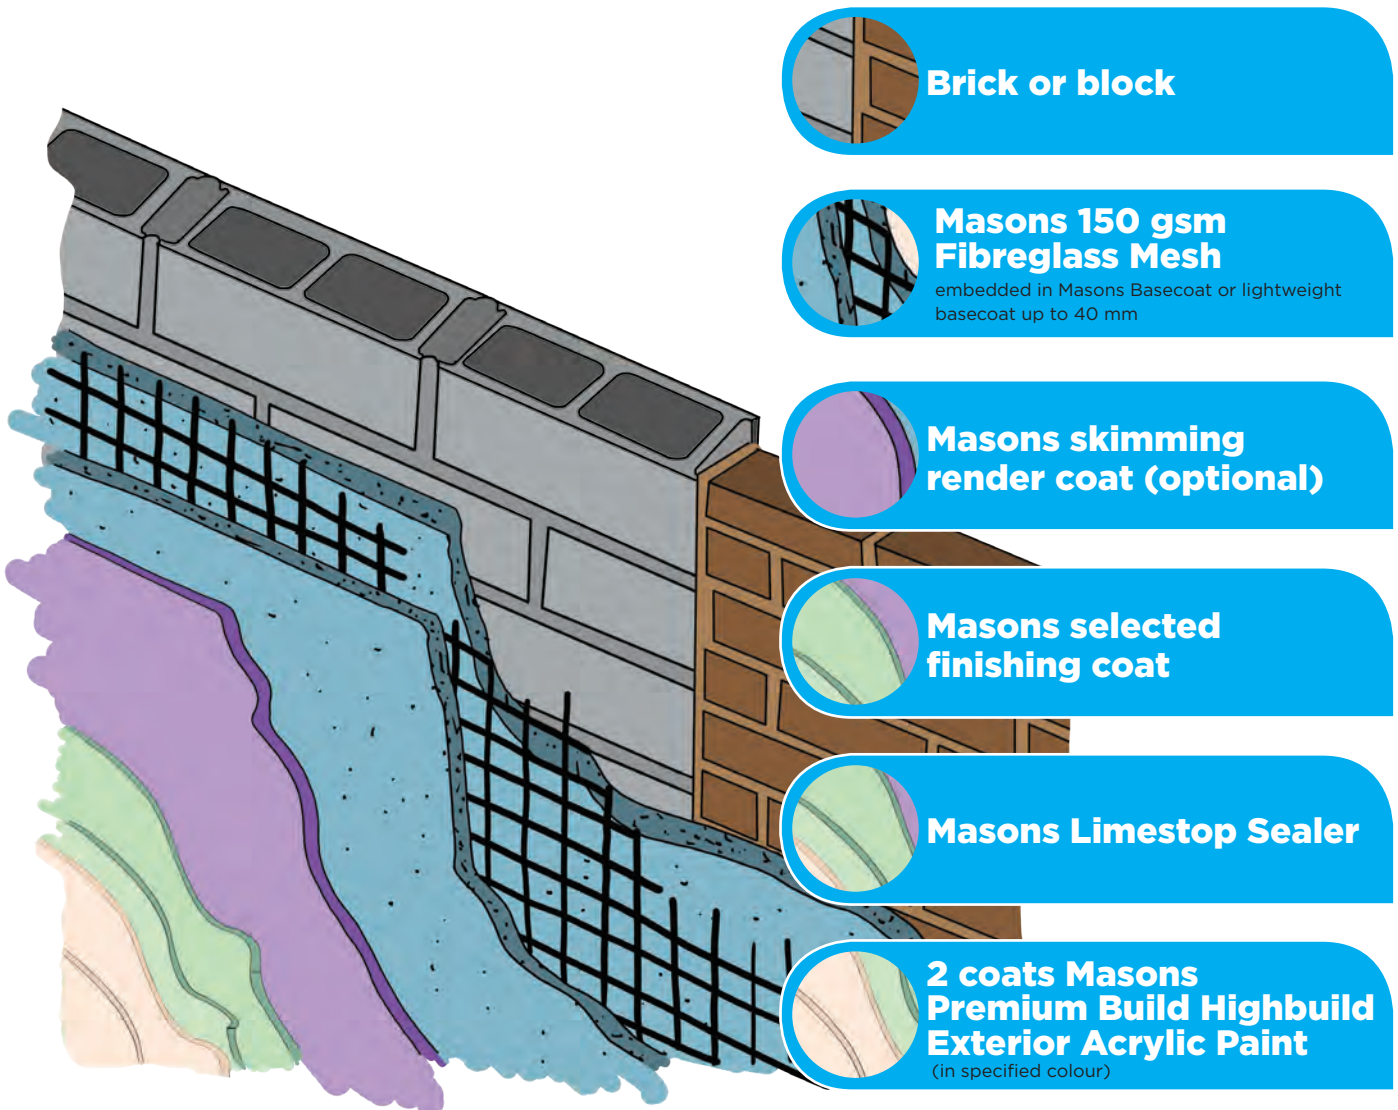 Brick or block
Masons 150 gsm
Fibreglass Mesh
embedded in Masons Basecoat or lightweight
basecoat up to 40 mm
Masons skimming
render coat (optional)
Masons selected
finishing coat
Masons Limestop Sealer
2 coats Masons
Premium Build Highbuild
Exterior Acrylic Paint
(in specified colour)